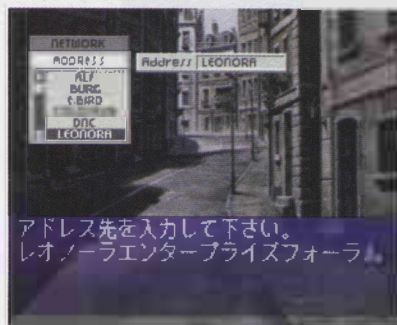 NETWORK
ADDRESS
Address LEONORA
ALF
BURG
E.BIRD
DNC
LEONORA
アドレス先を入力して下さい。
レオノーラエンタープライズフォーラ